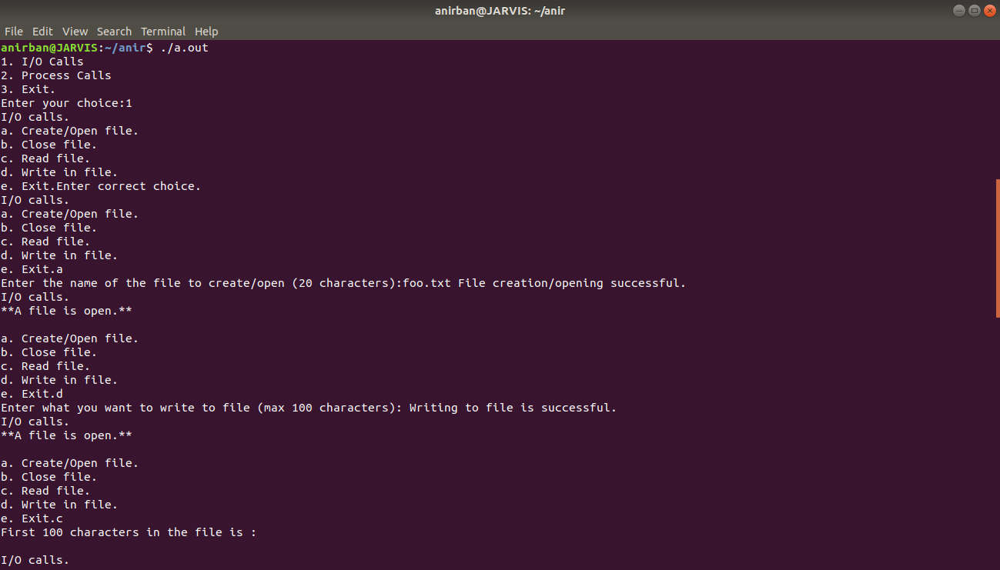 anirban@JARVIS: ~/anir
File Edit View Search Terminal Help
anirban@JARVIS:~/anir$ ./a.out
1. I/O Calls
2. Process Calls
3. Exit.
Enter your choice:1
I/O calls.
a. Create/Open file.
b. Close file.
c. Read file.
d. Write in file.
e. Exit.Enter correct choice.
I/O calls.
a. Create/Open file.
b. Close file.
c. Read file.
d. Write in file.
e. Exit.a
Enter the name of the file to create/open (20 characters):foo.txt File creation/opening successful.
I/O calls.
**A file is open.**

a. Create/Open file.
b. Close file.
c. Read file.
d. Write in file.
e. Exit.d
Enter what you want to write to file (max 100 characters): Writing to file is successful.
I/O calls.
**A file is open.**

a. Create/Open file.
b. Close file.
c. Read file.
d. Write in file.
e. Exit.c
First 100 characters in the file is :

I/O calls.